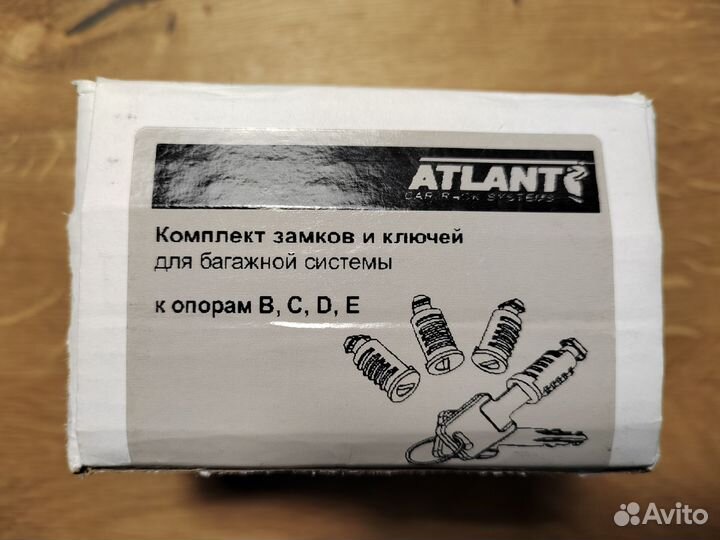 ATLANT
CAR RACK SYSTEMS
Комплект замков и ключей
для багажной системы
к опорам B, C, D, E
Avito